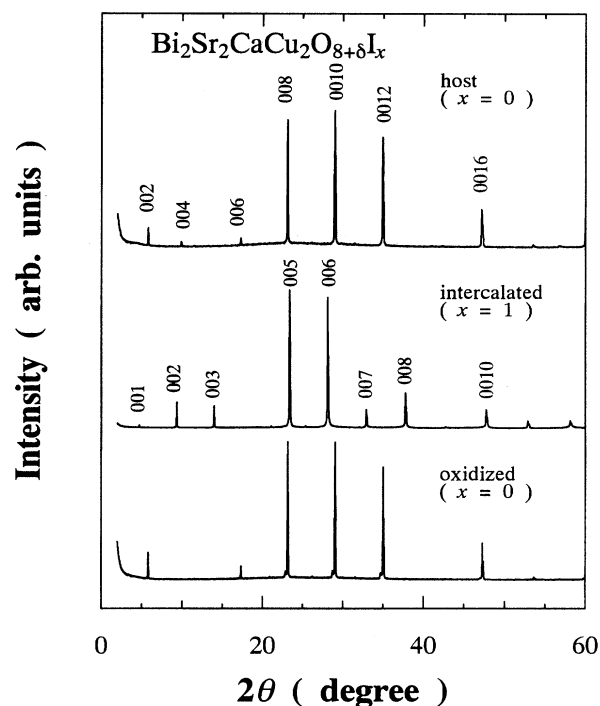 Bi₂Sr₂CaCu₂O₈₊δIₓ
host
( x = 0 )
002
004
006
008
0010
0012
0016
intercalated
( x = 1 )
001
002
003
005
006
007
008
0010
oxidized
( x = 0 )
Intensity ( arb. units )
0 20 40 60
2θ ( degree )